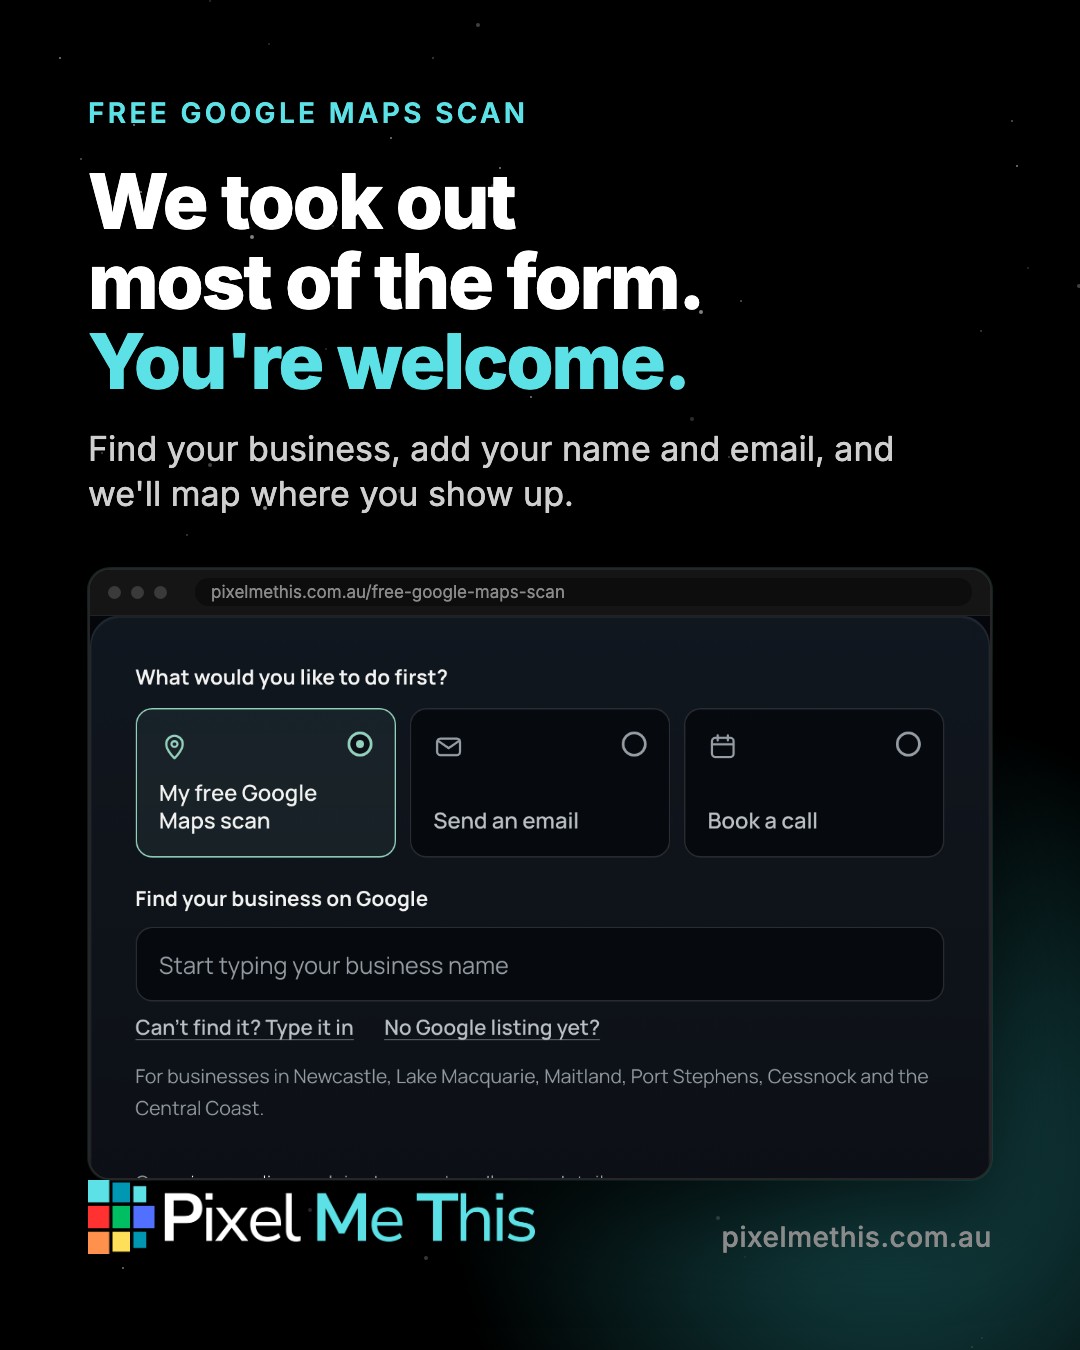 FREE GOOGLE MAPS SCAN
We took out
most of the form.
You're welcome.
Find your business, add your name and email, and
we'll map where you show up.
pixelmethis.com.au/free-google-maps-scan
What would you like to do first?
My free Google
Maps scan
Send an email
Book a call
Find your business on Google
Start typing your business name
Can't find it? Type it in No Google listing yet?
For businesses in Newcastle, Lake Macquarie, Maitland, Port Stephens, Cessnock and the
Central Coast.
Pixel Me This
pixelmethis.com.au